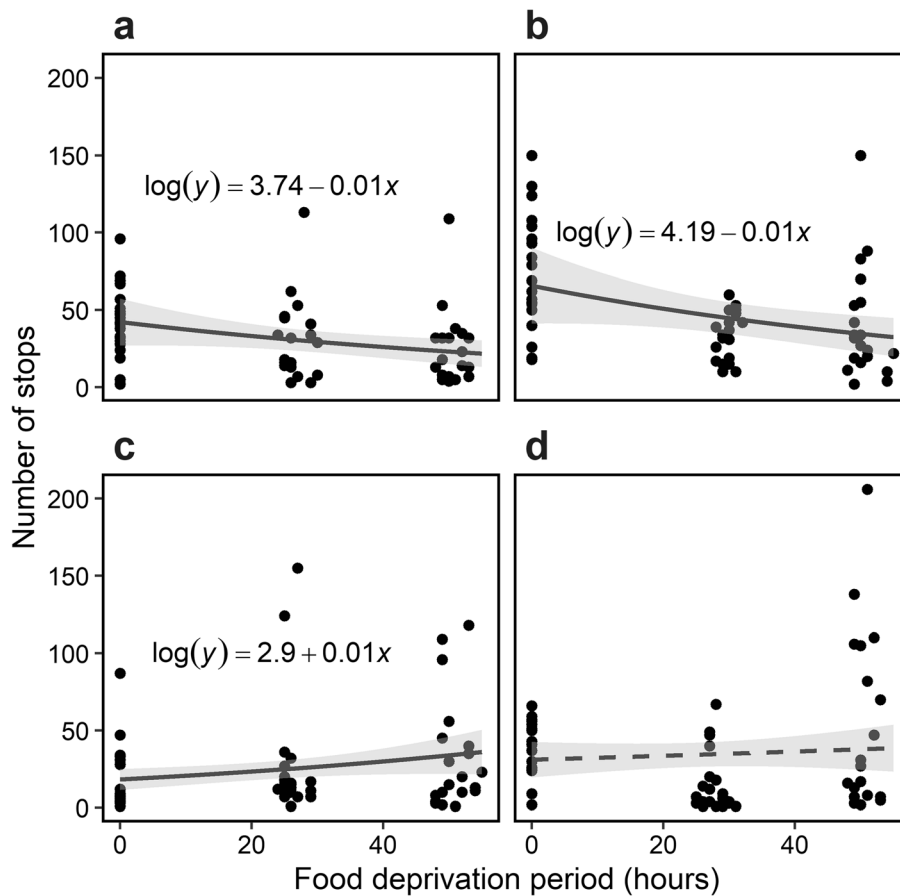 a
b
200
150
100
50
0
log(y) = 3.74 – 0.01x
log(y) = 4.19 – 0.01x
Number of stops
c
d
200
150
100
50
0
log(y) = 2.9 + 0.01x
0 20 40
0 20 40
Food deprivation period (hours)